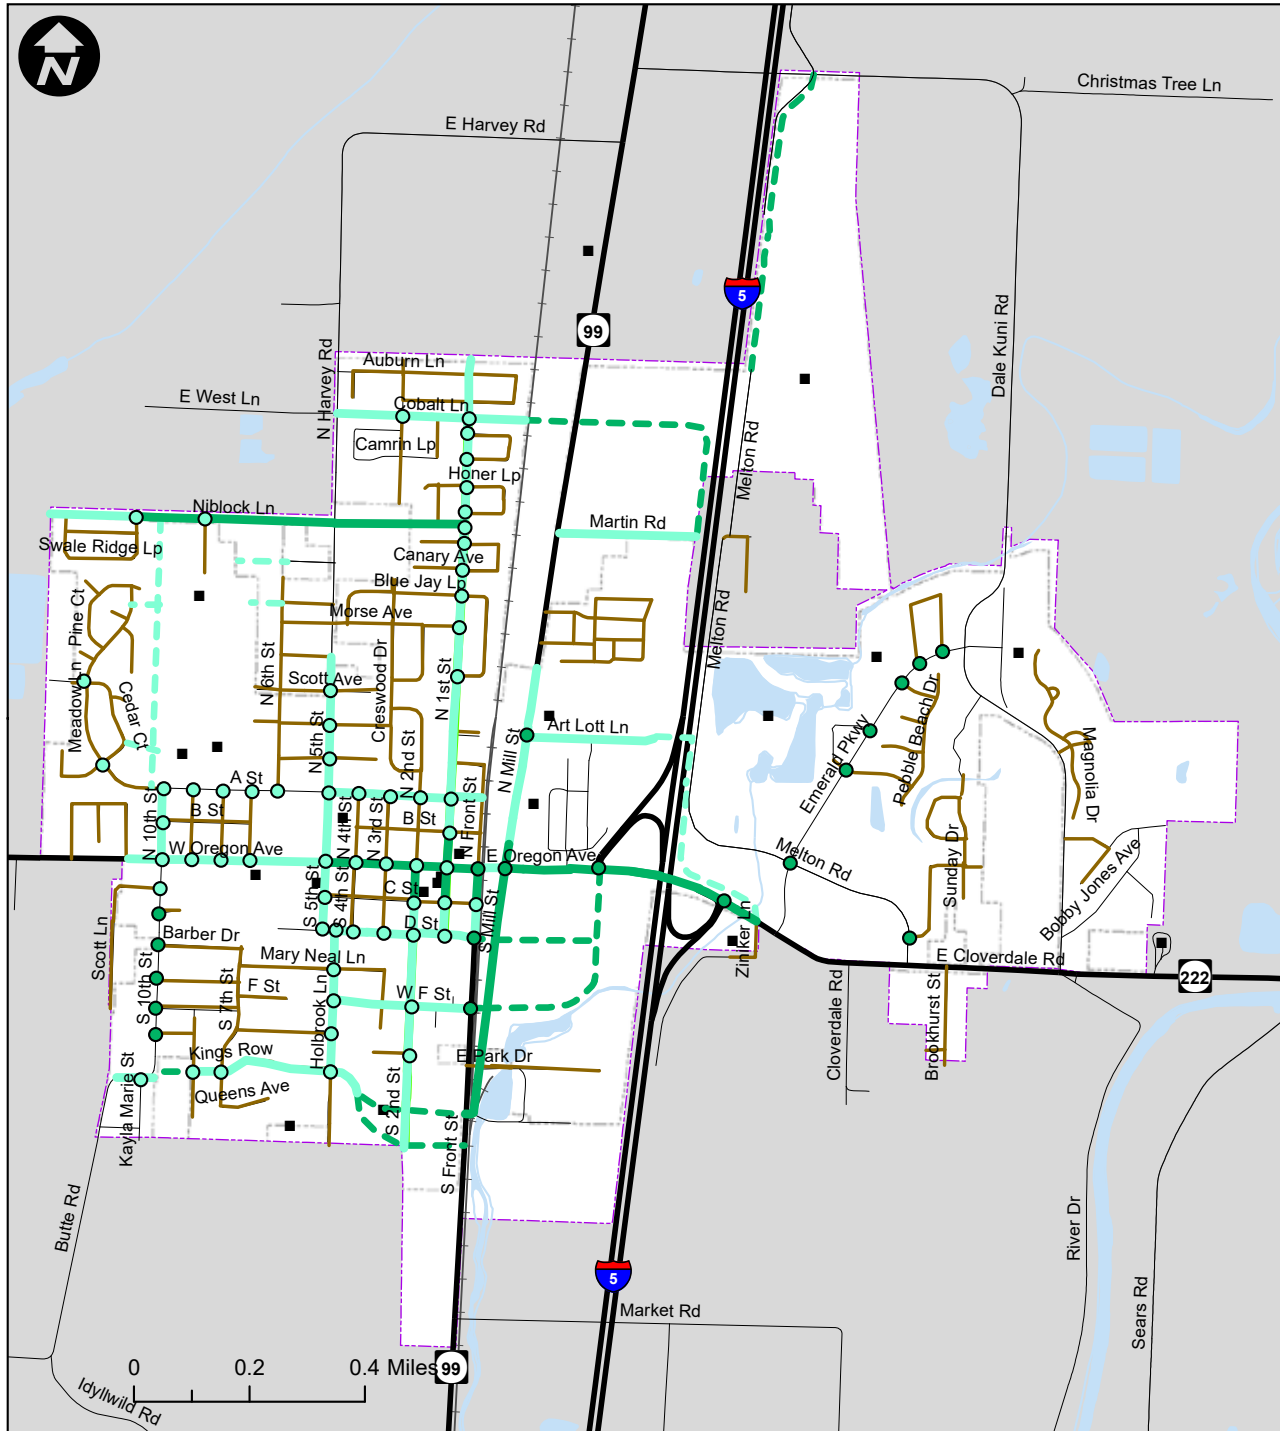 N
Christmas Tree Ln
E Harvey Rd
5
99
Dale Kuni Rd
N Harvey Rd
Auburn Ln
E West Ln
Cobalt Ln
Camrin Lp
Honer Lp
Melton Rd
Niblock Ln
Martin Rd
Swale Ridge Lp
Canary Ave
Blue Jay Lp
Morse Ave
Pine Ct
Meadow Ln
Cedar Ct
N 6th St
Scott Ave
Creswood Dr
N 1st St
Melton Rd
N 5th St
N 2nd St
N Mill St
Art Lott Ln
Emerald Pkwy
Pebble Beach Dr
Magnolia Dr
A St
B St
N 10th St
N 4th St
N 3rd St
B St
N Front St
W Oregon Ave
E Oregon Ave
Melton Rd
Sunday Dr
Bobby Jones Ave
S 5th St
S 4th St
C St
D St
S Mill St
Scott Ln
Barber Dr
Mary Neal Ln
Ziniker Ln
E Cloverdale Rd
222
S 10th St
S 7th St
F St
Holbrook Ln
W F St
Cloverdale Rd
Brookhurst St
Kings Row
E Park Dr
Queens Ave
Kayla Marie St
S 2nd St
S Front St
Butte Rd
River Dr
Sears Rd
5
Market Rd
0 0.2 0.4 Miles
99
Idyllwild Rd